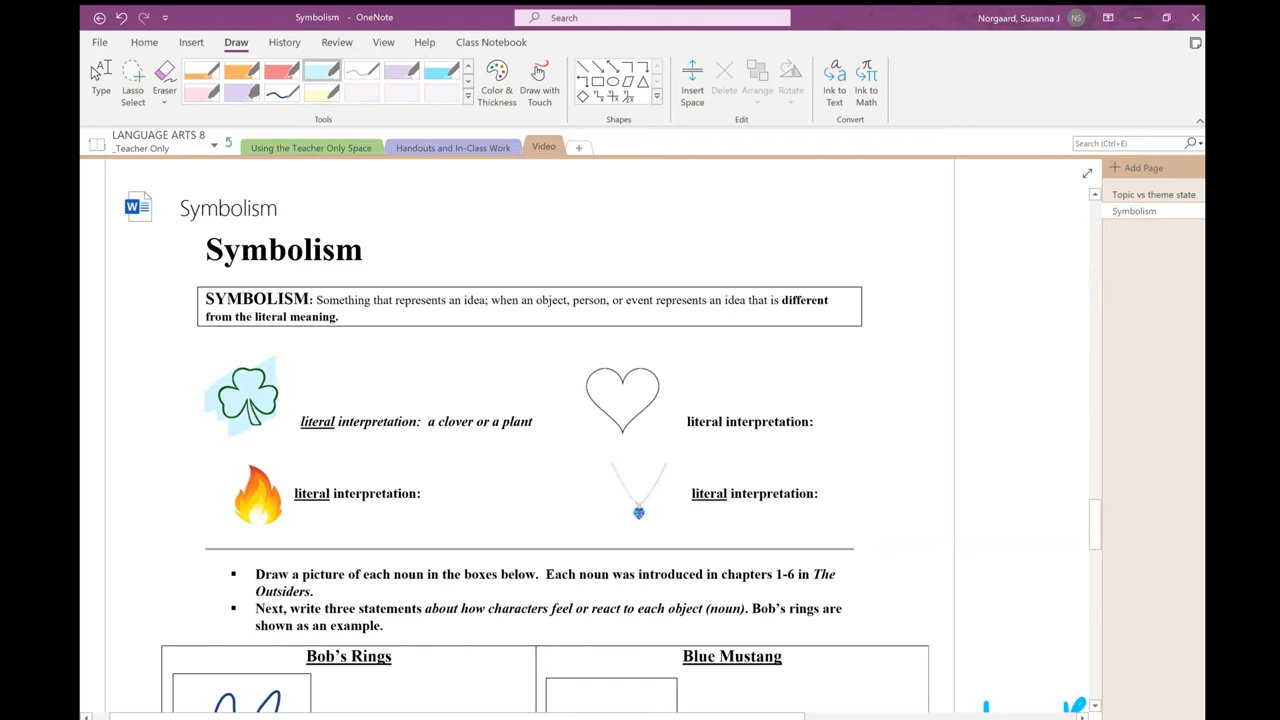 Symbolism - OneNote
Search
Norgaard, Susanna J
NS
File Home Insert Draw History Review View Help Class Notebook
Type
Lasso Select
Eraser
Color & Thickness
Draw with Touch
Insert Space
Delete
Arrange
Rotate
Ink to Text
Ink to Math
Tools
Shapes
Edit
Convert
LANGUAGE ARTS 8
_Teacher Only
Using the Teacher Only Space
Handouts and In-Class Work
Video
Search (Ctrl+E)
Add Page
Topic vs theme state
Symbolism
Symbolism
Symbolism
SYMBOLISM: Something that represents an idea; when an object, person, or event represents an idea that is different
from the literal meaning.
literal interpretation: a clover or a plant
literal interpretation:
literal interpretation:
literal interpretation:
▪ Draw a picture of each noun in the boxes below. Each noun was introduced in chapters 1-6 in The
Outsiders.
▪ Next, write three statements about how characters feel or react to each object (noun). Bob’s rings are
shown as an example.
Bob’s Rings
Blue Mustang